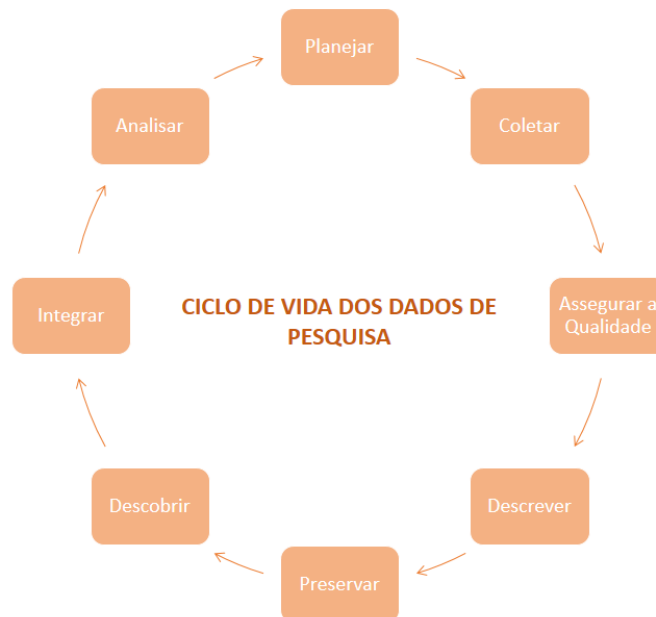 Planejar
Coletar
Assegurar a
Qualidade
Descrever
Preservar
Descobrir
Integrar
Analisar
CICLO DE VIDA DOS DADOS DE
PESQUISA